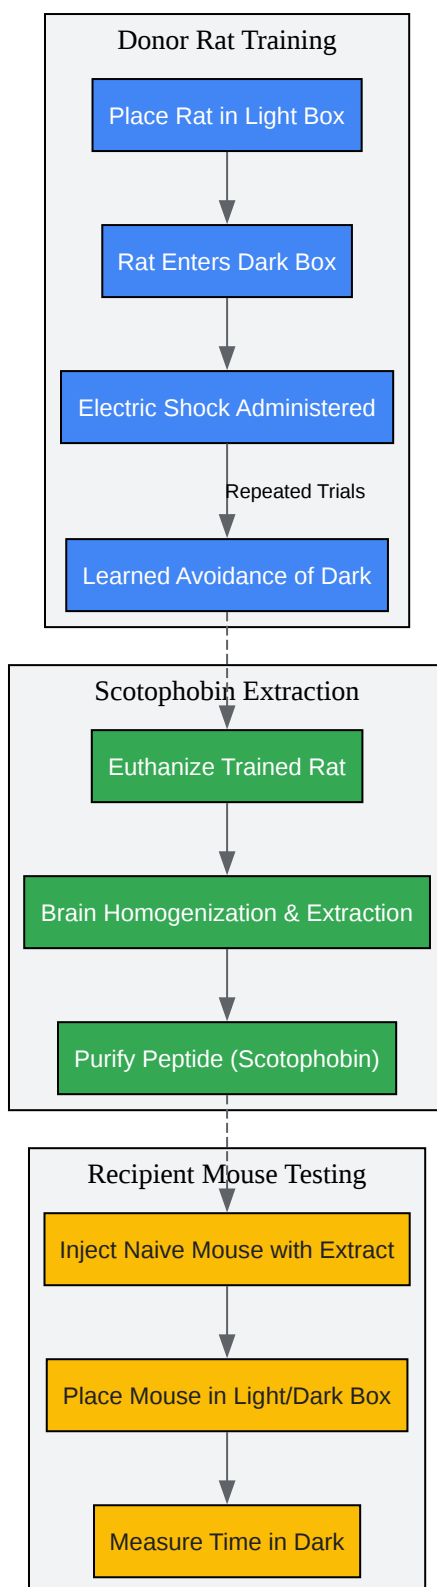 Donor Rat Training
Place Rat in Light Box
Rat Enters Dark Box
Electric Shock Administered
Repeated Trials
Learned Avoidance of Dark
Scotophobin Extraction
Euthanize Trained Rat
Brain Homogenization & Extraction
Purify Peptide (Scotophobin)
Recipient Mouse Testing
Inject Naive Mouse with Extract
Place Mouse in Light/Dark Box
Measure Time in Dark